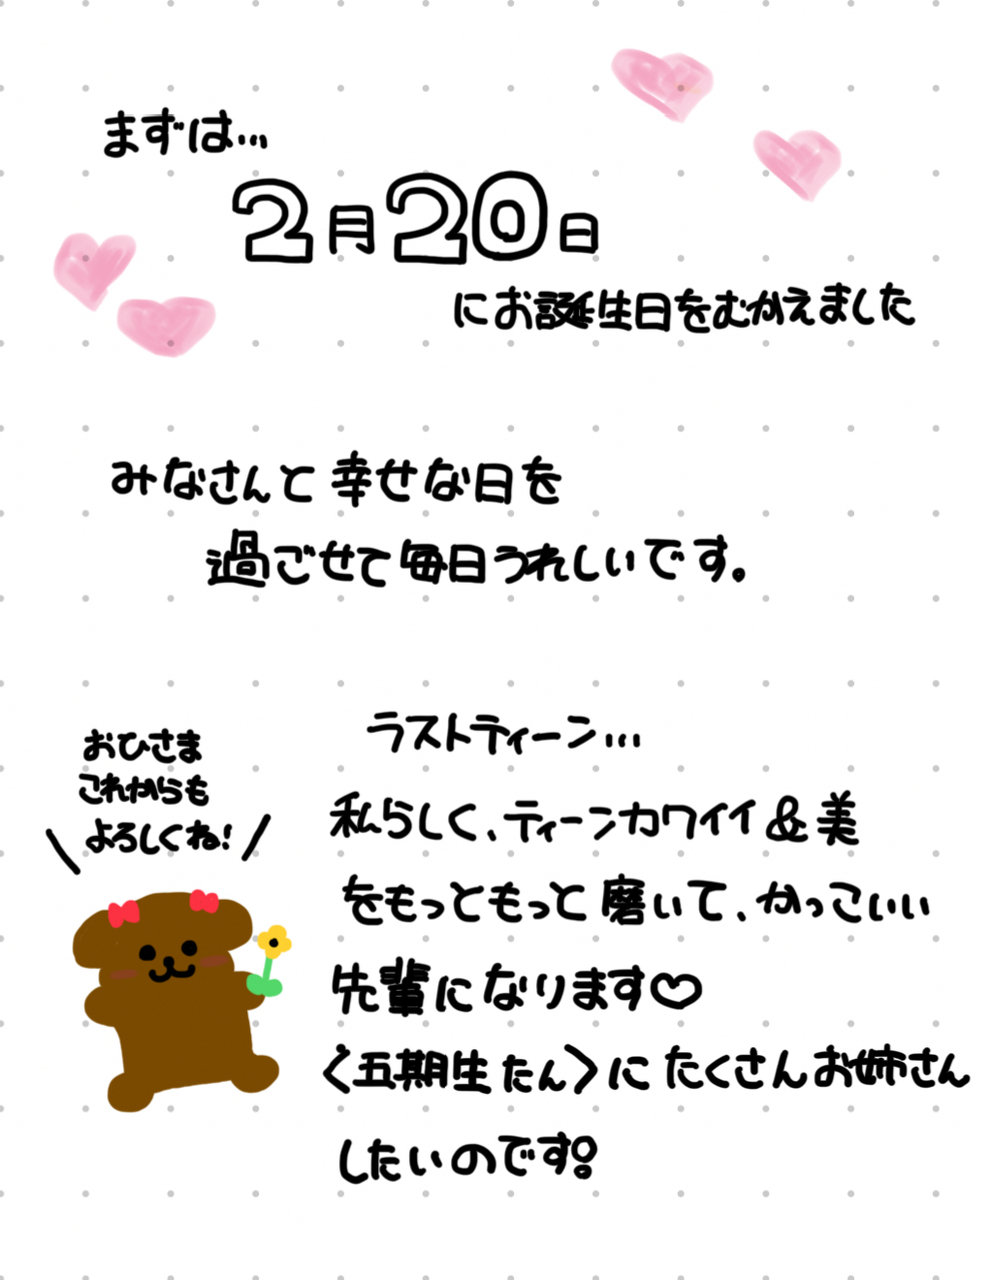 まずは...
2月20日
にお誕生日をむかえました
みなさんと幸せな日を
過ごせて毎日うれしいです。
ラストティーン...
おひさま
これからも
よろしくね!
私らしく、ティーンカワイイ&美
をもっともっと磨いて、かっこいい
先輩になります♡
〈五期生たん〉にたくさんお姉さん
したいのです!